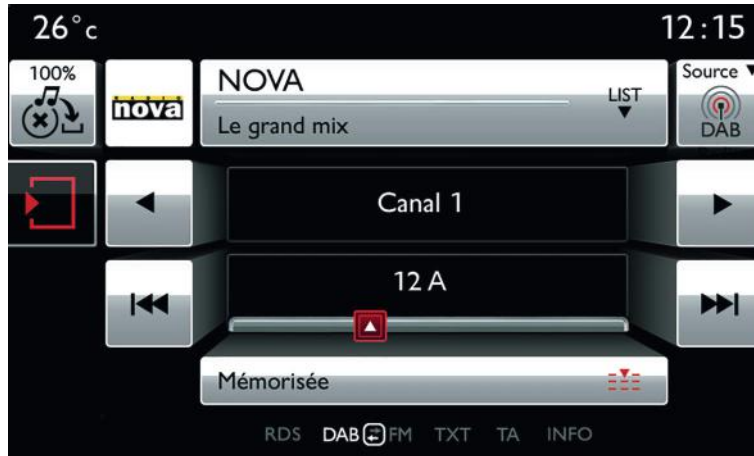 26°c
12:15
100%
RADIO
nova
NOVA
Le grand mix
LIST
Source
DAB
Canal 1
12 A
Mémorisée
RDS DAB FM TXT TA INFO